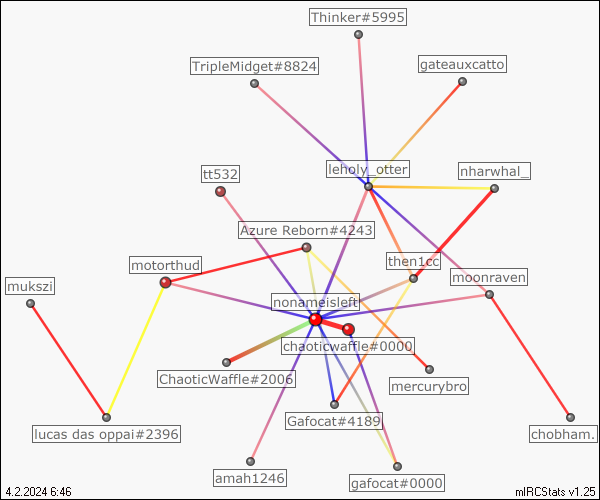 Thinker#5995
TripleMidget#8824
gateauxcatto
leholy_otter
nharwhal_
tt532
Azure Reborn#4243
then1cc
motorthud
moonraven
mukszi
nonameisleft
chaoticwaffle#0000
ChaoticWaffle#2006
mercurybro
Gafocat#4189
lucas das oppai#2396
chobham.
amah1246
gafocat#0000
4.2.2024 6:46
mIRCStats v1.25